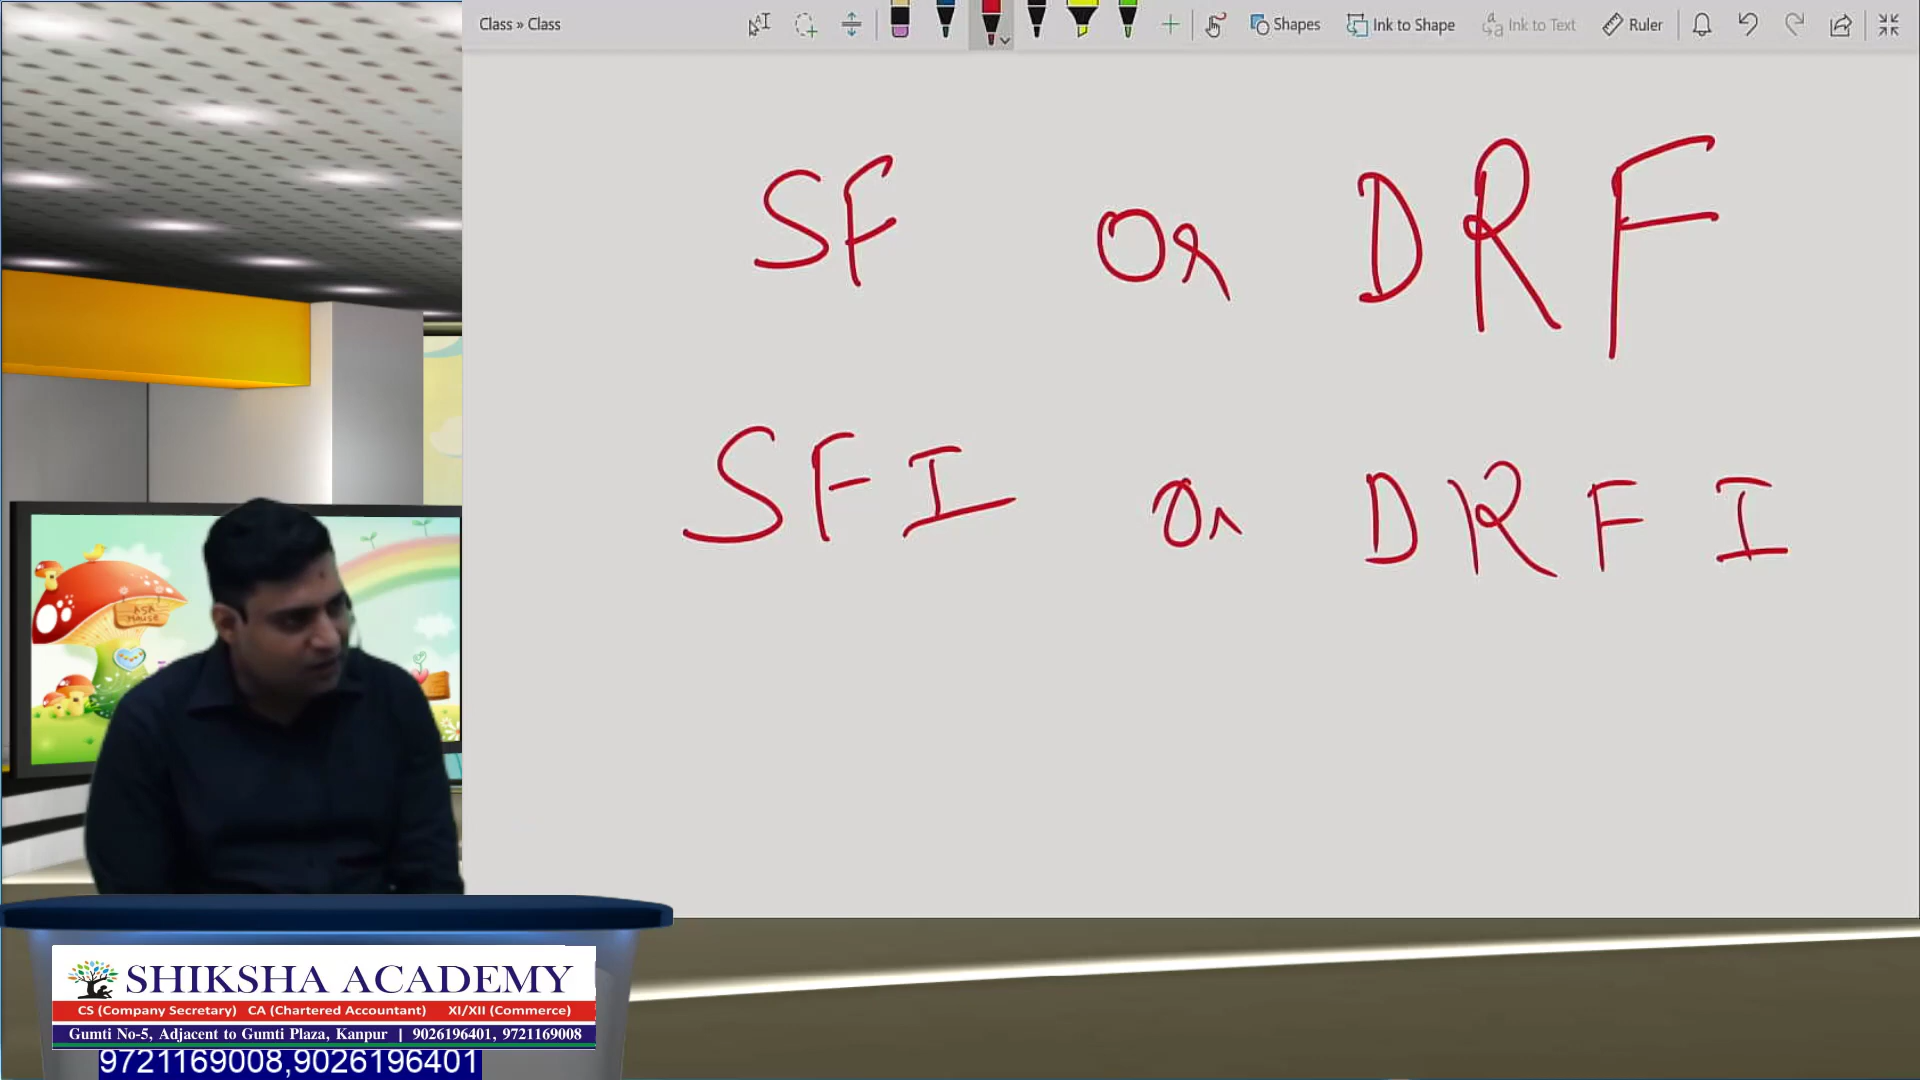 Class » Class
Shapes
Ink to Shape
Ink to Text
Ruler
SF Or DRF
SFI Or DRFI
ASA
House
SHIKSHA ACADEMY
CS (Company Secretary) CA (Chartered Accountant) XI/XII (Commerce)
Gumti No-5, Adjacent to Gumti Plaza, Kanpur | 9026196401, 9721169008
9721169008,9026196401